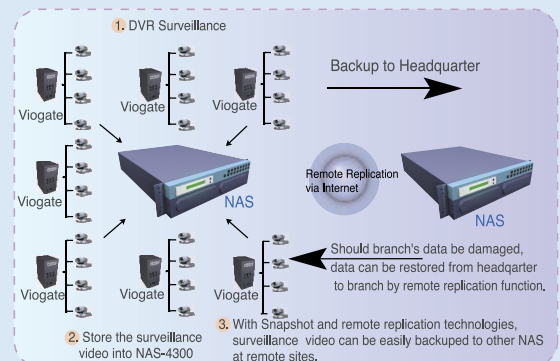 1. DVR Surveillance
Backup to Headquarter
Viogate
Viogate
Viogate
Viogate
Remote Replication
via Internet
NAS
NAS
Should branch's data be damaged,
data can be restored from headqarter
to branch by remote replication function.
Viogate
Viogate
Viogate
2. Store the surveillance
video into NAS-4300
3. With Snapshot and remote replication technologies,
surveillance video can be easily backuped to other NAS
at remote sites.